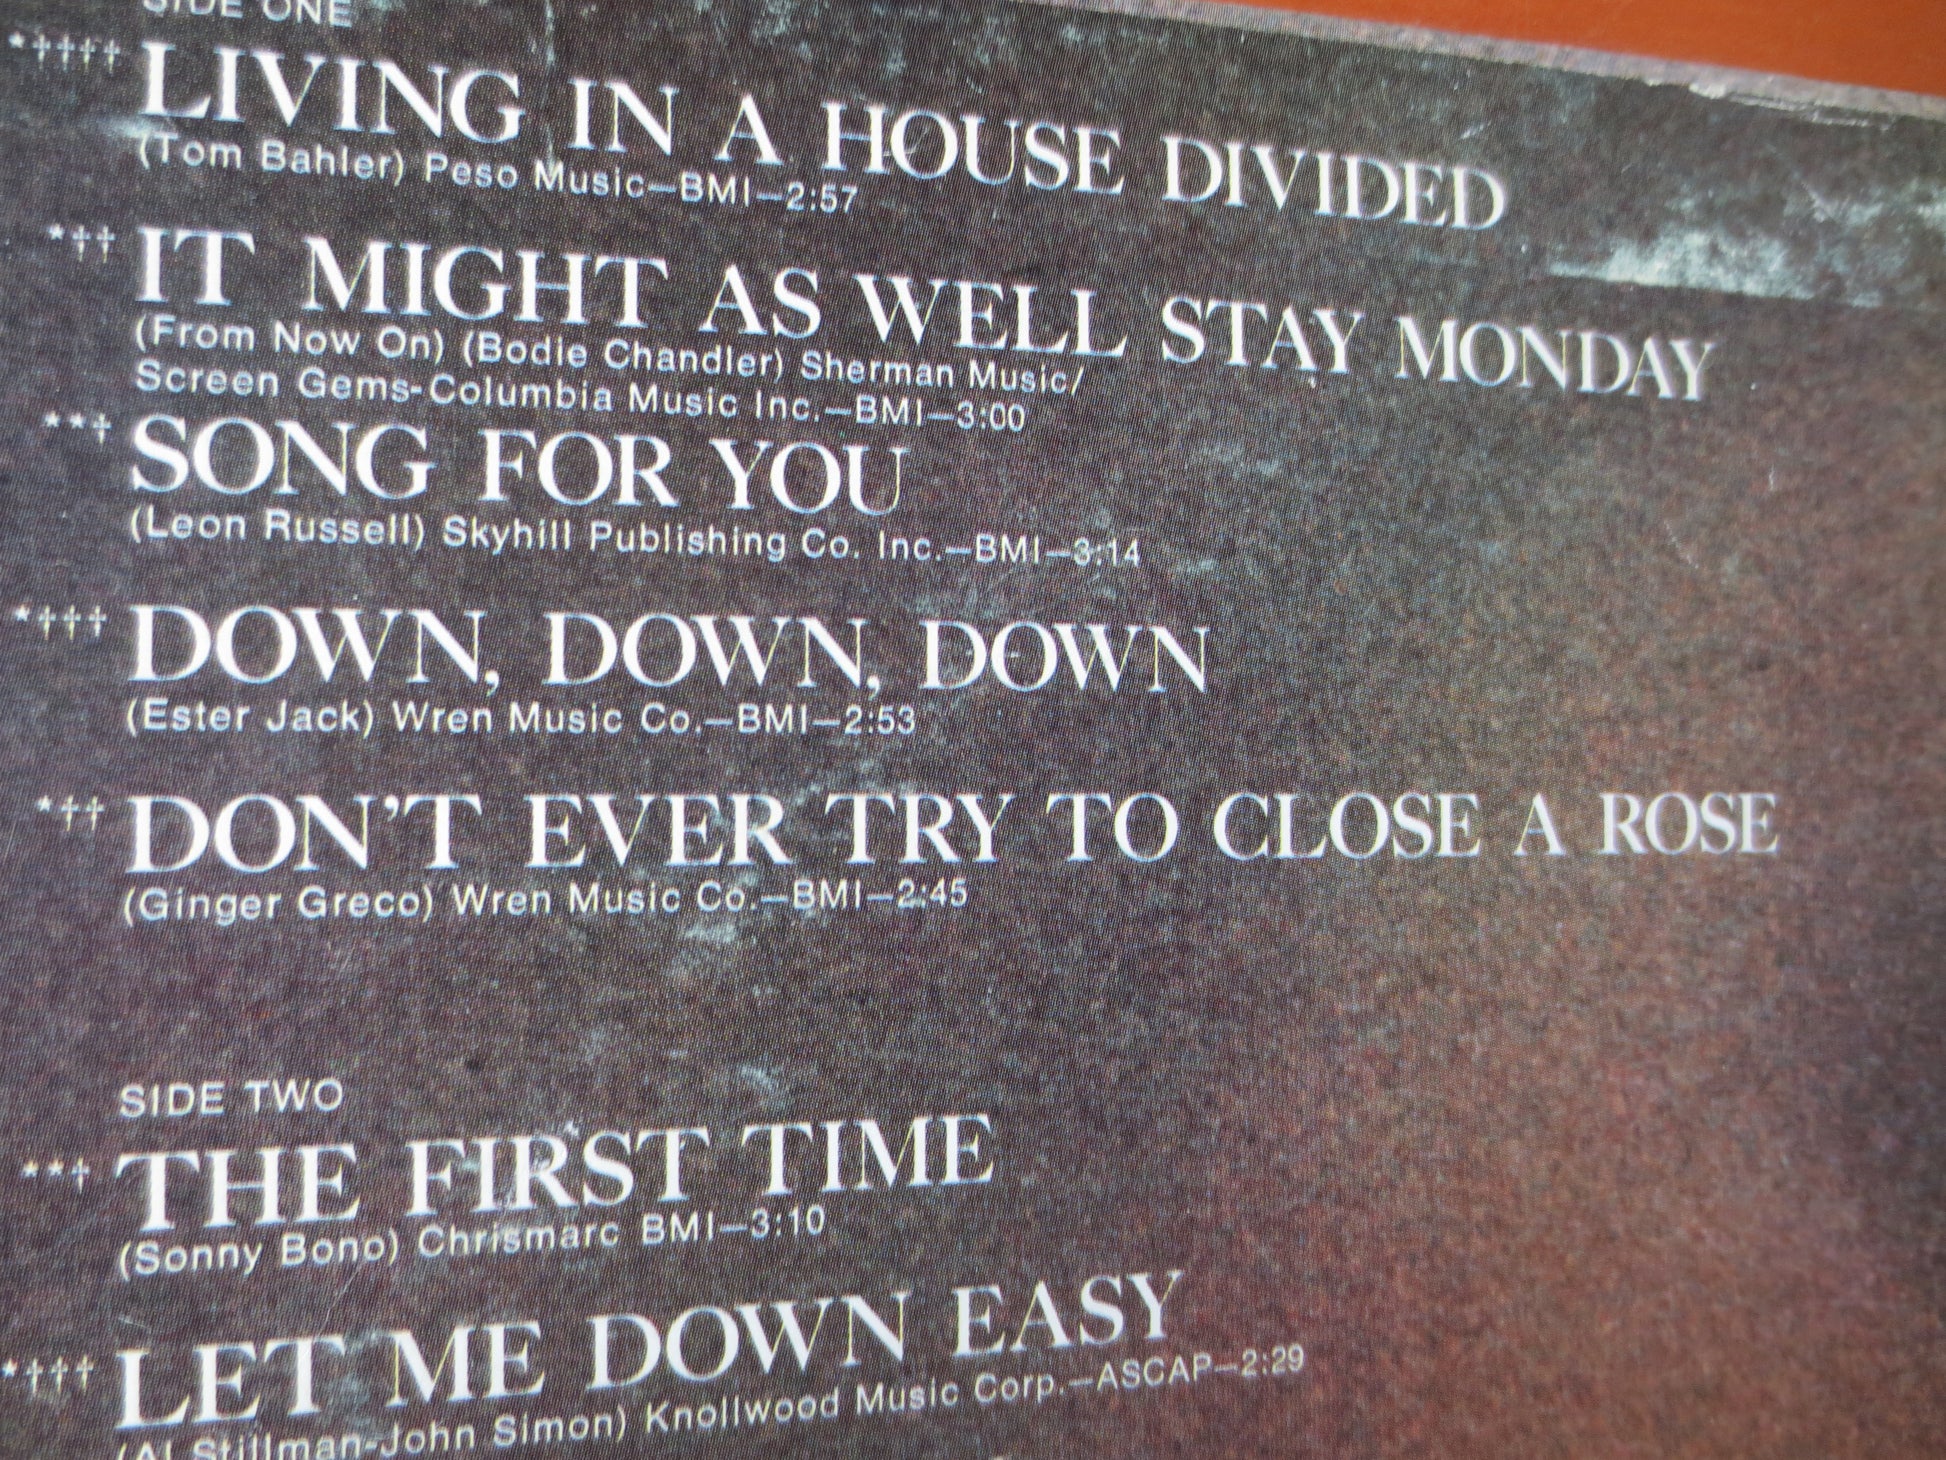 SIDE ONE
*†††† LIVING IN A HOUSE DIVIDED
(Tom Bahler) Peso Music—BMI—2:57
*†† IT MIGHT AS WELL STAY MONDAY
(From Now On) (Bodie Chandler) Sherman Music/
Screen Gems-Columbia Music Inc.—BMI—3:00
**† SONG FOR YOU
(Leon Russell) Skyhill Publishing Co. Inc.—BMI—3:14
*††† DOWN, DOWN, DOWN
(Ester Jack) Wren Music Co.—BMI—2:53
*†† DON'T EVER TRY TO CLOSE A ROSE
(Ginger Greco) Wren Music Co.—BMI—2:45
SIDE TWO
**† THE FIRST TIME
(Sonny Bono) Chrismarc BMI—3:10
*††† LET ME DOWN EASY
(Al Stillman-John Simon) Knollwood Music Corp.—ASCAP—2:29